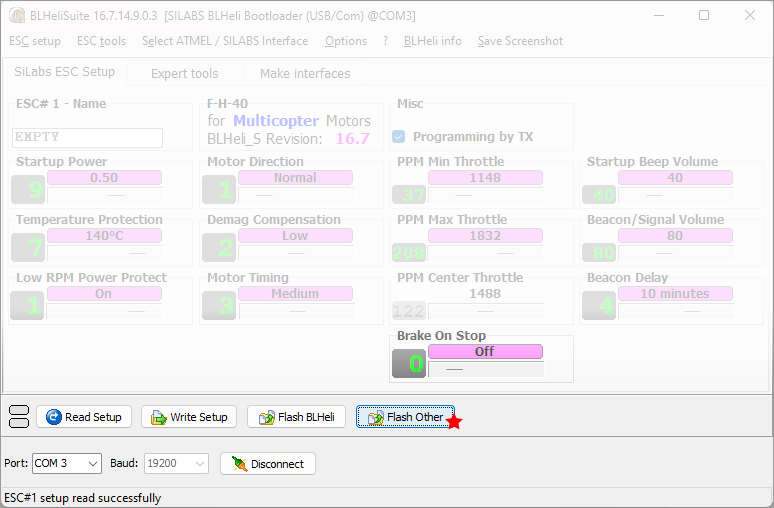 BLHeliSuite 16.7.14.9.0.3 [SILABS BLHeli Bootloader (USB/Com) @COM3]
ESC setup ESC tools Select ATMEL / SILABS Interface Options ? BLHeli info Save Screenshot
SiLabs ESC Setup Expert tools Make interfaces
ESC# 1 - Name F-H-40 Misc
for Multicopter Motors
EMPTY BLHeli_S Revision: 16.7 Programming by TX
Startup Power Motor Direction PPM Min Throttle Startup Beep Volume
9 0.50 1 Normal 37 1148 40 40
Temperature Protection Demag Compensation PPM Max Throttle Beacon/Signal Volume
7 140°C 2 Low 208 1832 80 80
Low RPM Power Protect Motor Timing PPM Center Throttle Beacon Delay
1 On 3 Medium 122 1488 4 10 minutes
Brake On Stop
0 Off
Read Setup Write Setup Flash BLHeli Flash Other
Port: COM 3 Baud: 19200 Disconnect
ESC#1 setup read successfully